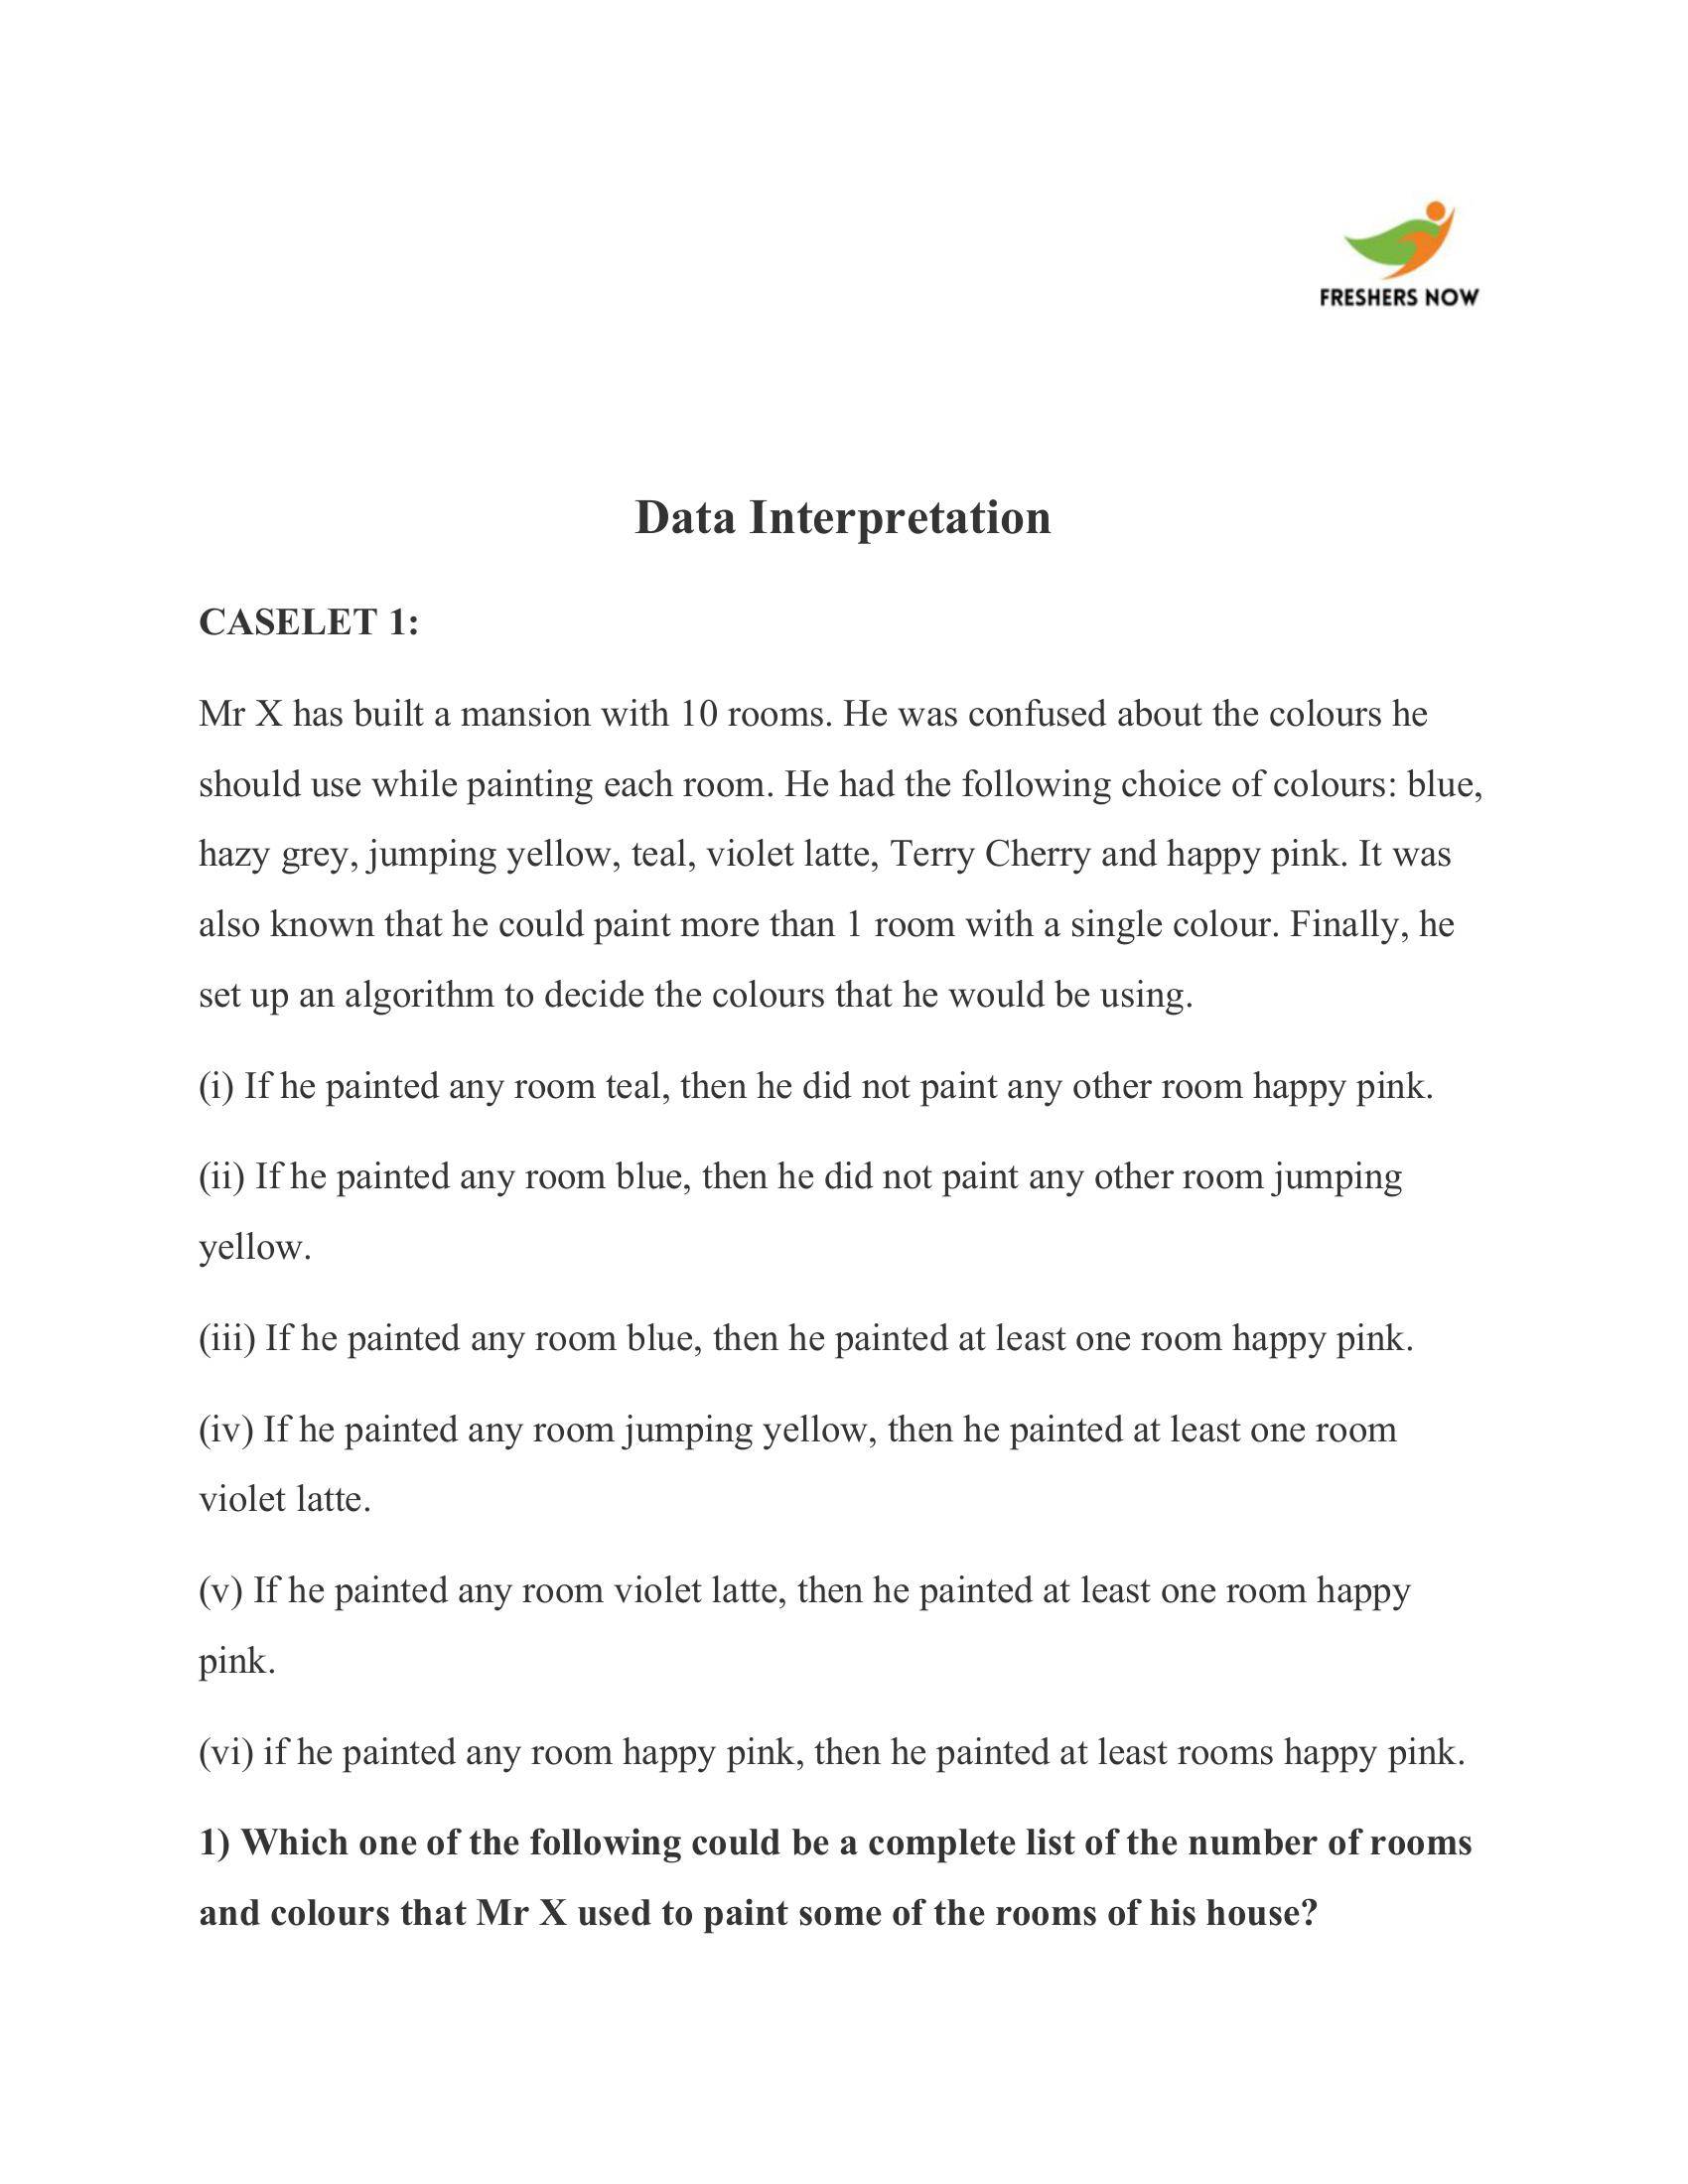 FRESHERS NOW
Data Interpretation
CASELET 1:
Mr X has built a mansion with 10 rooms. He was confused about the colours he
should use while painting each room. He had the following choice of colours: blue,
hazy grey, jumping yellow, teal, violet latte, Terry Cherry and happy pink. It was
also known that he could paint more than 1 room with a single colour. Finally, he
set up an algorithm to decide the colours that he would be using.
(i) If he painted any room teal, then he did not paint any other room happy pink.
(ii) If he painted any room blue, then he did not paint any other room jumping
yellow.
(iii) If he painted any room blue, then he painted at least one room happy pink.
(iv) If he painted any room jumping yellow, then he painted at least one room
violet latte.
(v) If he painted any room violet latte, then he painted at least one room happy
pink.
(vi) if he painted any room happy pink, then he painted at least rooms happy pink.
1) Which one of the following could be a complete list of the number of rooms
and colours that Mr X used to paint some of the rooms of his house?